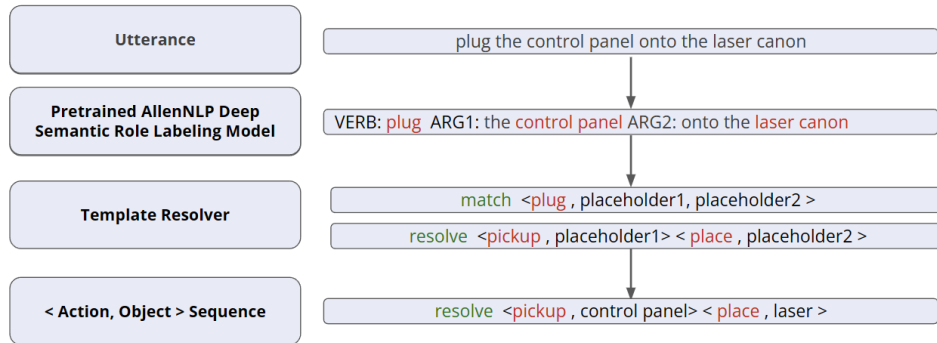 Utterance
plug the control panel onto the laser canon
Pretrained AllenNLP Deep
Semantic Role Labeling Model
VERB: plug ARG1: the control panel ARG2: onto the laser canon
Template Resolver
match <plug , placeholder1, placeholder2 >
resolve <pickup , placeholder1> < place , placeholder2 >
< Action, Object > Sequence
resolve <pickup , control panel> < place , laser >